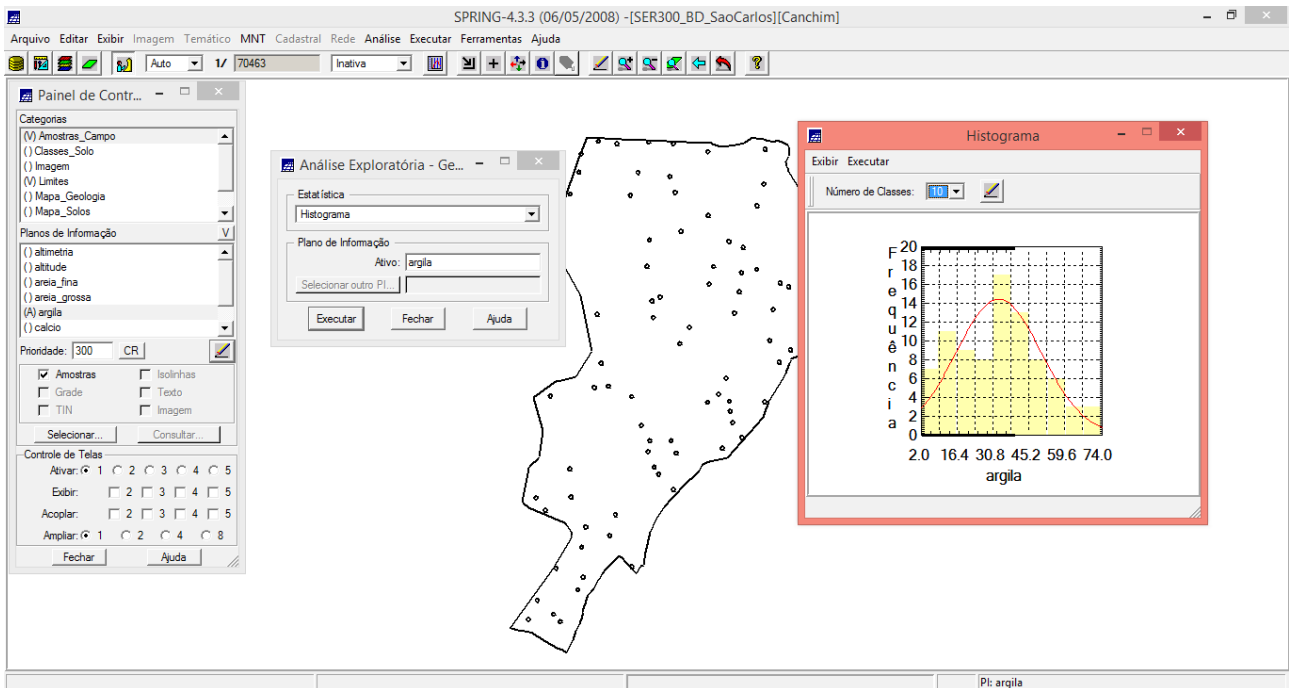 SPRING-4.3.3 (06/05/2008) -[SER300_BD_SaoCarlos][Canchim]
Arquivo Editar Exibir Imagem Temático MNT Cadastral Rede Análise Executar Ferramentas Ajuda
Auto 1/ 70463 Inativa
Painel de Contr...
Categorias
(V) Amostras_Campo
() Classes_Solo
() Imagem
(V) Limites
() Mapa_Geologia
() Mapa_Solos
Planos de Informação V
() altimetria
() altitude
() areia_fina
() areia_grossa
(A) argila
() calcio
Prioridade: 300 CR
Amostras Isolinhas
Grade Texto
TIN Imagem
Selecionar... Consultar...
Controle de Telas
Ativar: 1 2 3 4 5
Exibir: 2 3 4 5
Acoplar: 2 3 4 5
Ampliar: 1 2 4 8
Fechar Ajuda
Análise Exploratória - Ge...
Estatística
Histograma
Plano de Informação
Ativo: argila
Selecionar outro PI...
Executar Fechar Ajuda
Histograma
Exibir Executar
Número de Classes: 10
Frequência
20
18
16
14
12
10
8
6
4
2
0
2.0 16.4 30.8 45.2 59.6 74.0
argila
PI: argila